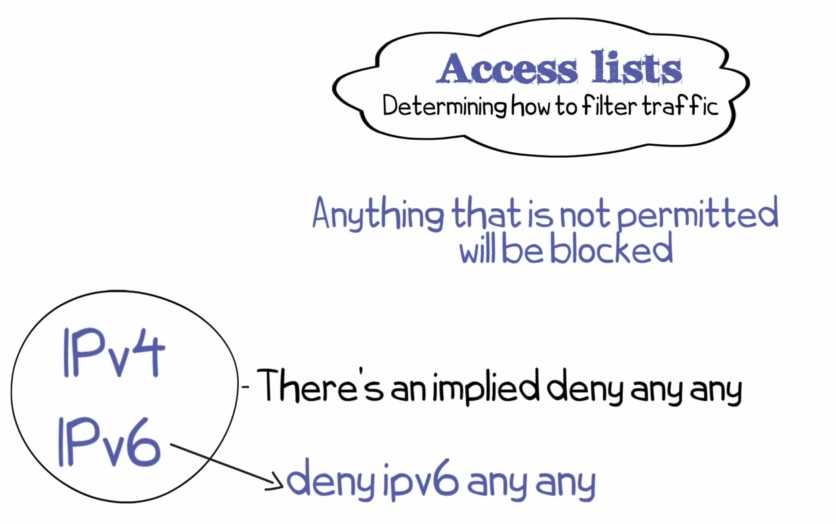 Access lists
Determining how to filter traffic
Anything that is not permitted
will be blocked
IPv4
- There's an implied deny any any
IPv6
deny ipv6 any any